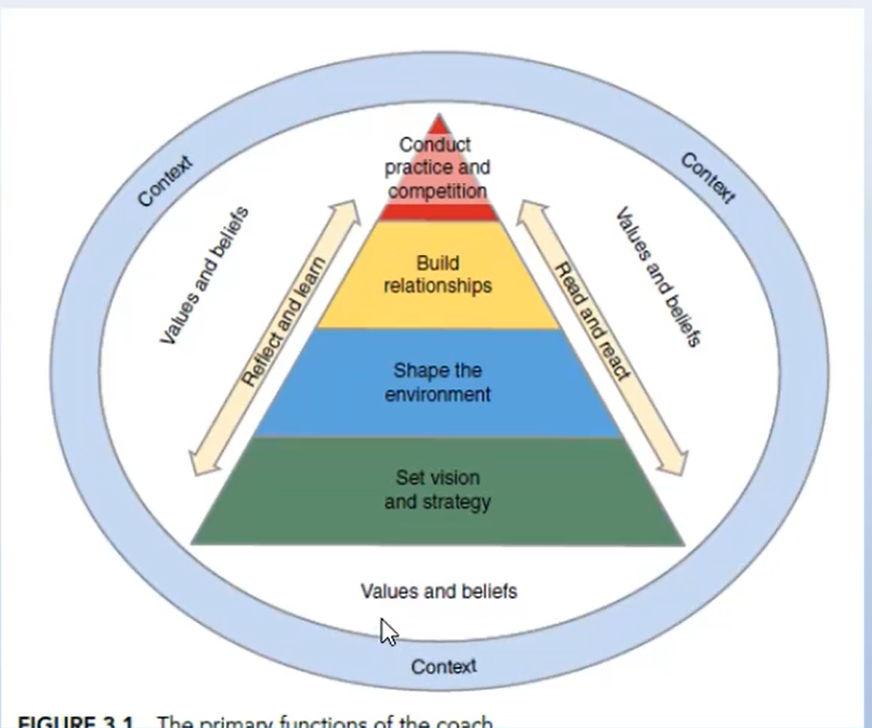 Context
Context
Values and beliefs
Values and beliefs
Conduct
practice and
competition
Reflect and learn
Read and react
Build
relationships
Shape the
environment
Set vision
and strategy
Values and beliefs
Context
FIGURE 3.1 The primary functions of the coach